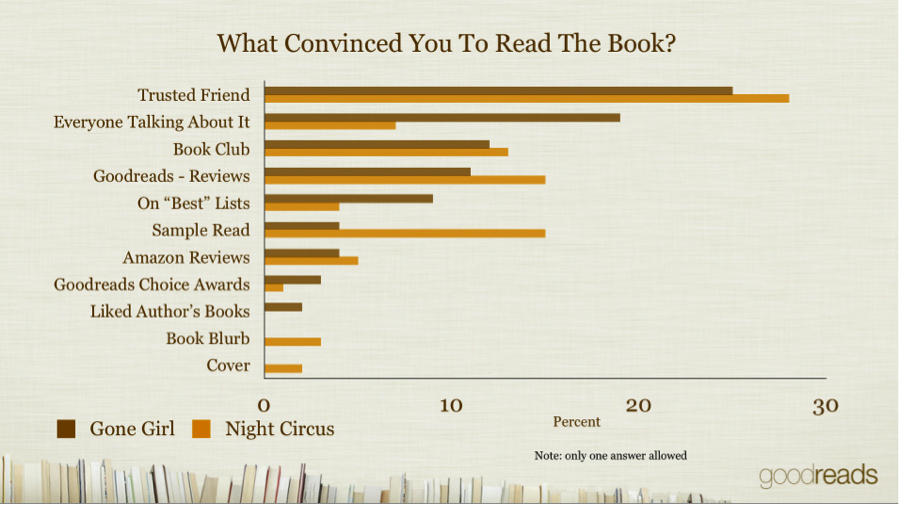 What Convinced You To Read The Book?
Trusted Friend
Everyone Talking About It
Book Club
Goodreads - Reviews
On “Best” Lists
Sample Read
Amazon Reviews
Goodreads Choice Awards
Liked Author’s Books
Book Blurb
Cover
0 10 20 30
Percent
Gone Girl Night Circus
Note: only one answer allowed
goodreads